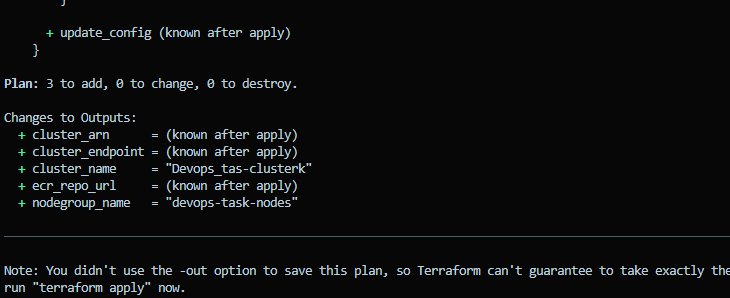 }
+ update_config (known after apply)
}
Plan: 3 to add, 0 to change, 0 to destroy.
Changes to Outputs:
+ cluster_arn      = (known after apply)
+ cluster_endpoint = (known after apply)
+ cluster_name     = "Devops_tas-clusterk"
+ ecr_repo_url     = (known after apply)
+ nodegroup_name   = "devops-task-nodes"
Note: You didn't use the -out option to save this plan, so Terraform can't guarantee to take exactly the
run "terraform apply" now.